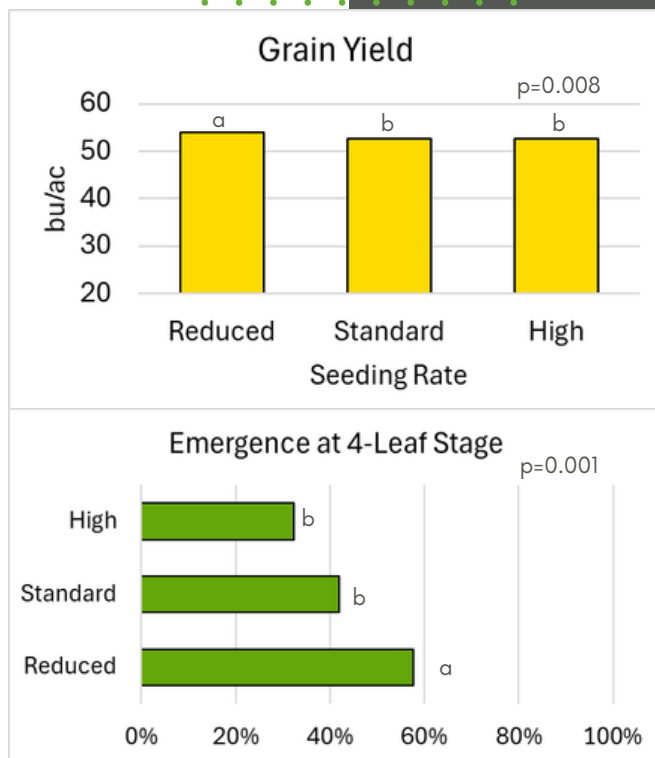 Grain Yield
p=0.008
60
50
40
30
20
bu/ac
a
b
b
Reduced
Standard
High
Seeding Rate
Emergence at 4-Leaf Stage
p=0.001
High
b
Standard
b
Reduced
a
0%
20%
40%
60%
80%
100%